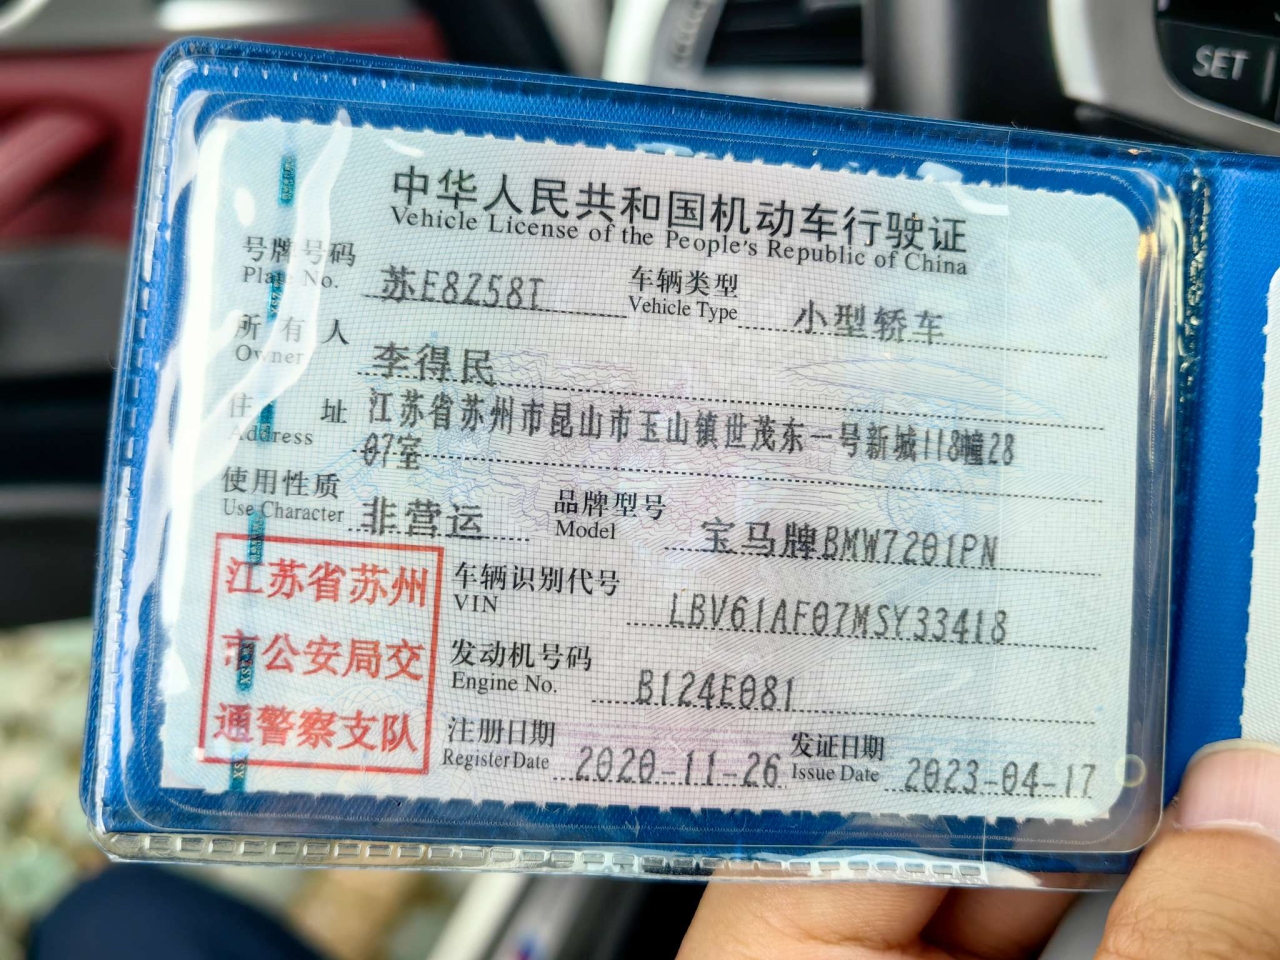 SET
中华人民共和国机动车行驶证
Vehicle License of the People's Republic of China
号牌号码 苏E8Z58T 车辆类型 小型轿车
Plate No. Vehicle Type
所有人 李得民
Owner
住址 江苏省苏州市昆山市玉山镇世茂东一号新城118幢28
Address 07室
使用性质 非营运 品牌型号 宝马牌BMW7201PN
Use Character Model
江苏省苏州
市公安局交
通警察支队
车辆识别代号 LBV61AF07MSY33418
VIN
发动机号码 B124E081
Engine No.
注册日期 2020-11-26 发证日期 2023-04-17
Register Date Issue Date